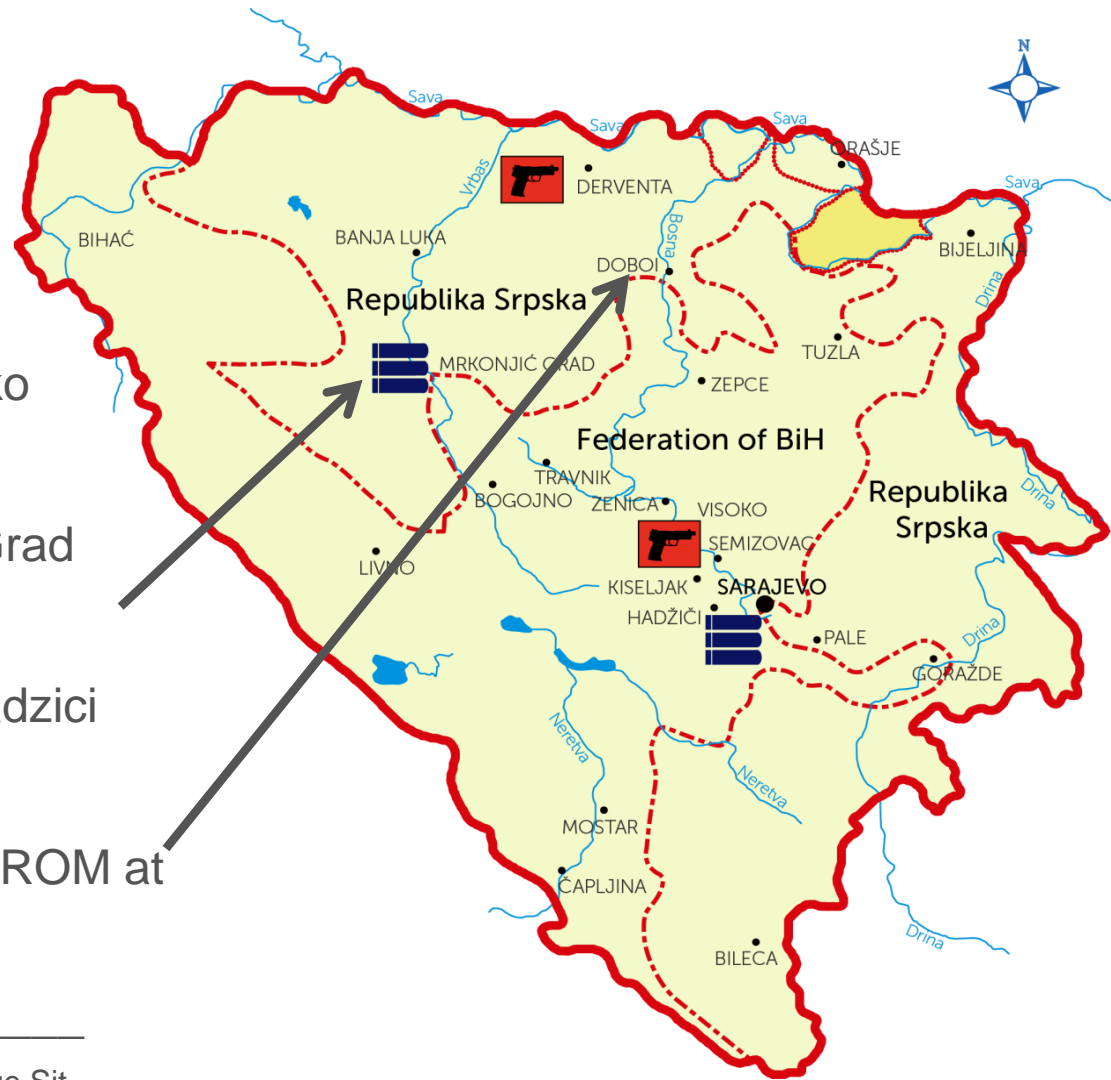 N
Sava
Sava
Sava
ORAŠJE
Vrbas
DERVENTA
Sava
BIHAĆ
BANJA LUKA
Bosna
BIJELJINA
DOBOI
Drina
Republika Srpska
TUZLA
MRKONJIĆ GRAD
ko
ZEPCE
Federation of BiH
TRAVNIK
BOGOJNO
ZENICA
VISOKO
Republika
Srpska
Drina
Grad
SEMIZOVAC
LIVNO
KISELJAK
SARAJEVO
HADŽIČI
PALE
Drina
GORAŽDE
dzici
Neretva
Neretva
MOSTAR
ROM at
ČAPLJINA
Drina
BILECA